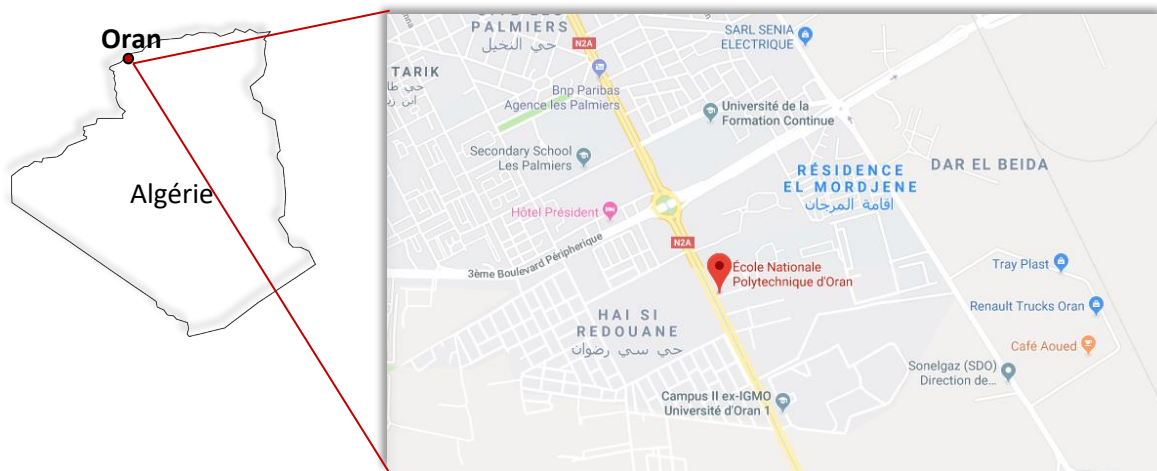 Oran
Algérie
PALMIERS
حي النخيل
N2A
SARL SENIA
ELECTRIQUE
TARIK
Bnp Paribas
Agence les Palmiers
Université de la
Formation Continue
Secondary School
Les Palmiers
RÉSIDENCE
EL MORDJENE
اقامة المرجان
DAR EL BEIDA
Hôtel Président
N2A
3ème Boulevard Péripherique
École Nationale
Polytechnique d'Oran
Tray Plast
Renault Trucks Oran
HAI SI
REDOUANE
حي سي رضوان
Café Aoued
Sonelgaz (SDO)
Direction de...
Campus II ex-IGMO
Université d'Oran 1